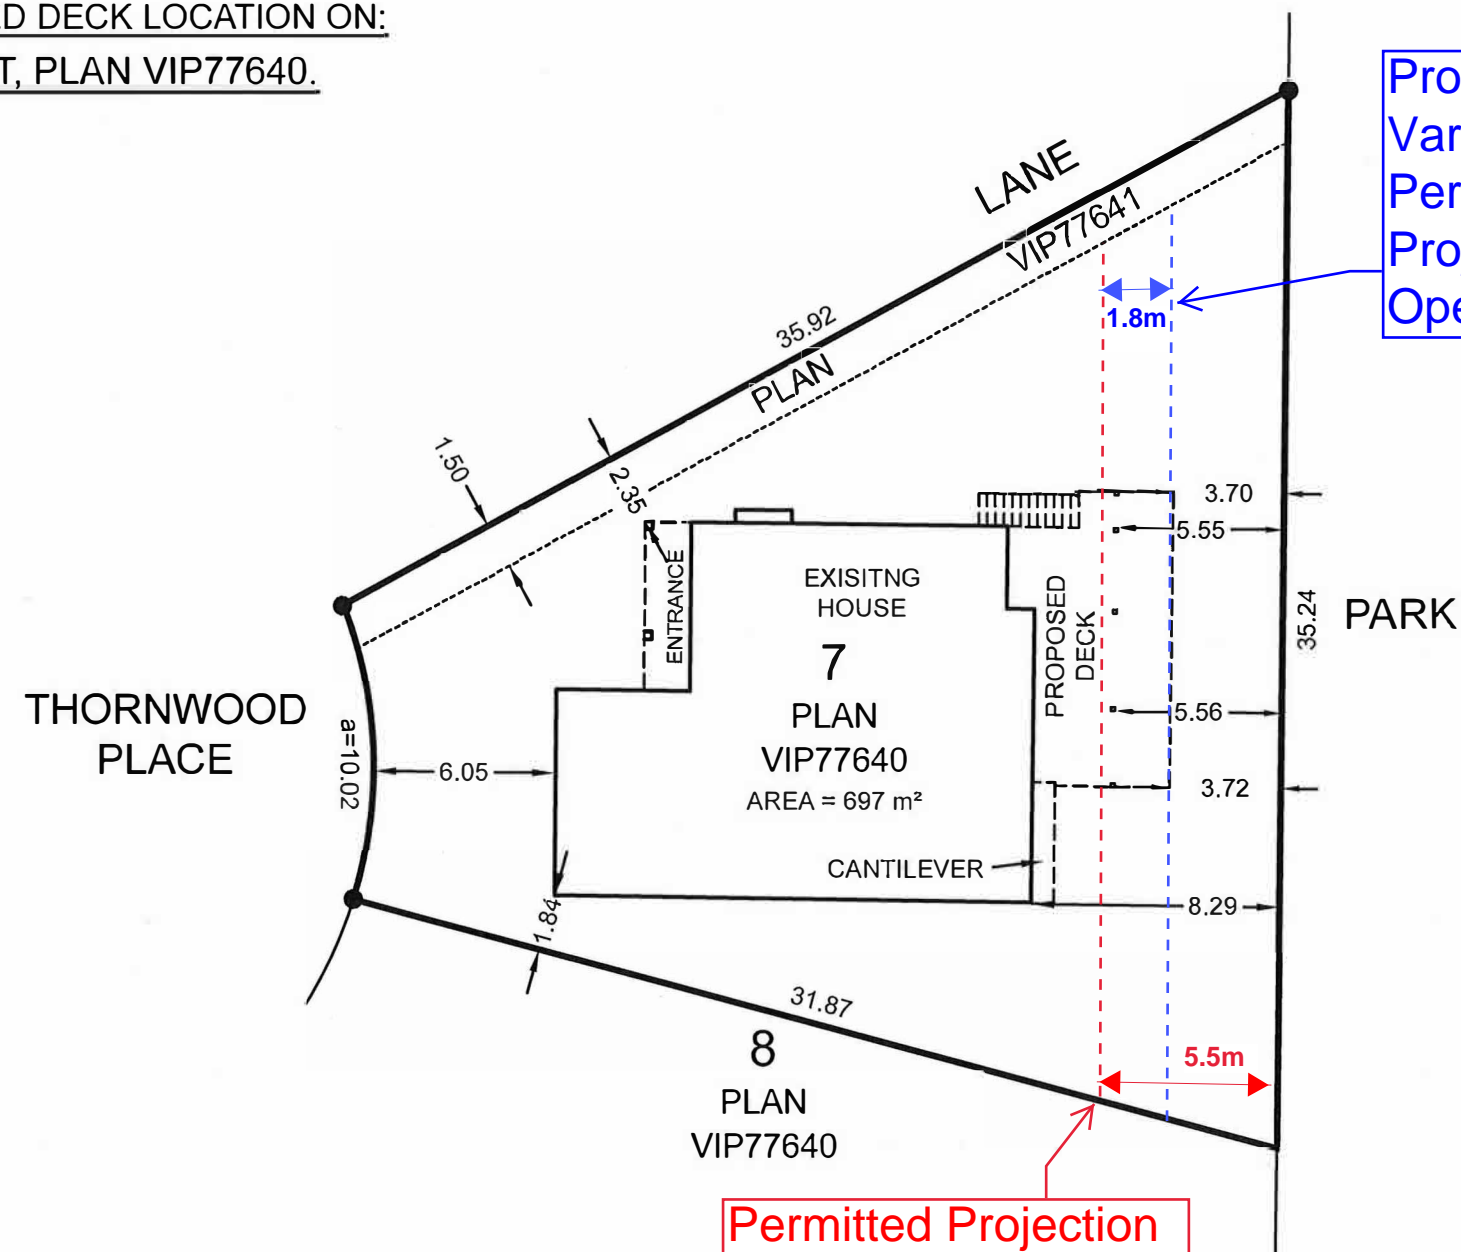 D DECK LOCATION ON:
T, PLAN VIP77640.
Pro
Var
Per
Pro
Ope
LANE
VIP77641
1.8m
35.92
PLAN
1.50
2.35
3.70
5.55
ENTRANCE
EXISITNG
HOUSE
7
PLAN
VIP77640
AREA = 697 m²
PROPOSED
DECK
35.24
PARK
THORNWOOD
PLACE
a=10.02
6.05
5.56
3.72
CANTILEVER
8.29
1.84
31.87
8
PLAN
VIP77640
5.5m
Permitted Projection